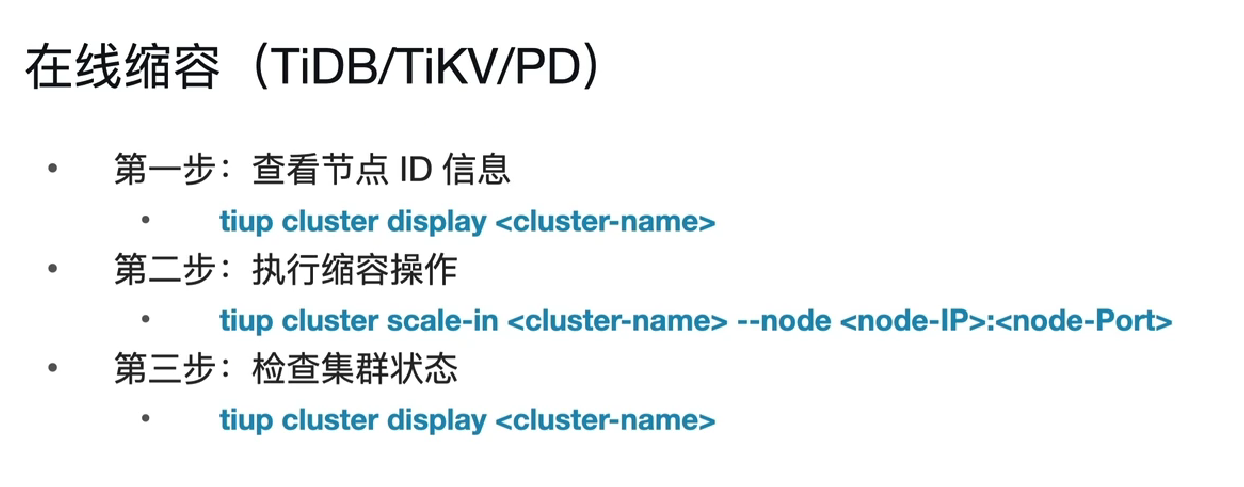 在线缩容（TiDB/TiKV/PD）
• 第一步：查看节点 ID 信息
• tiup cluster display <cluster-name>
• 第二步：执行缩容操作
• tiup cluster scale-in <cluster-name> --node <node-IP>:<node-Port>
• 第三步：检查集群状态
• tiup cluster display <cluster-name>